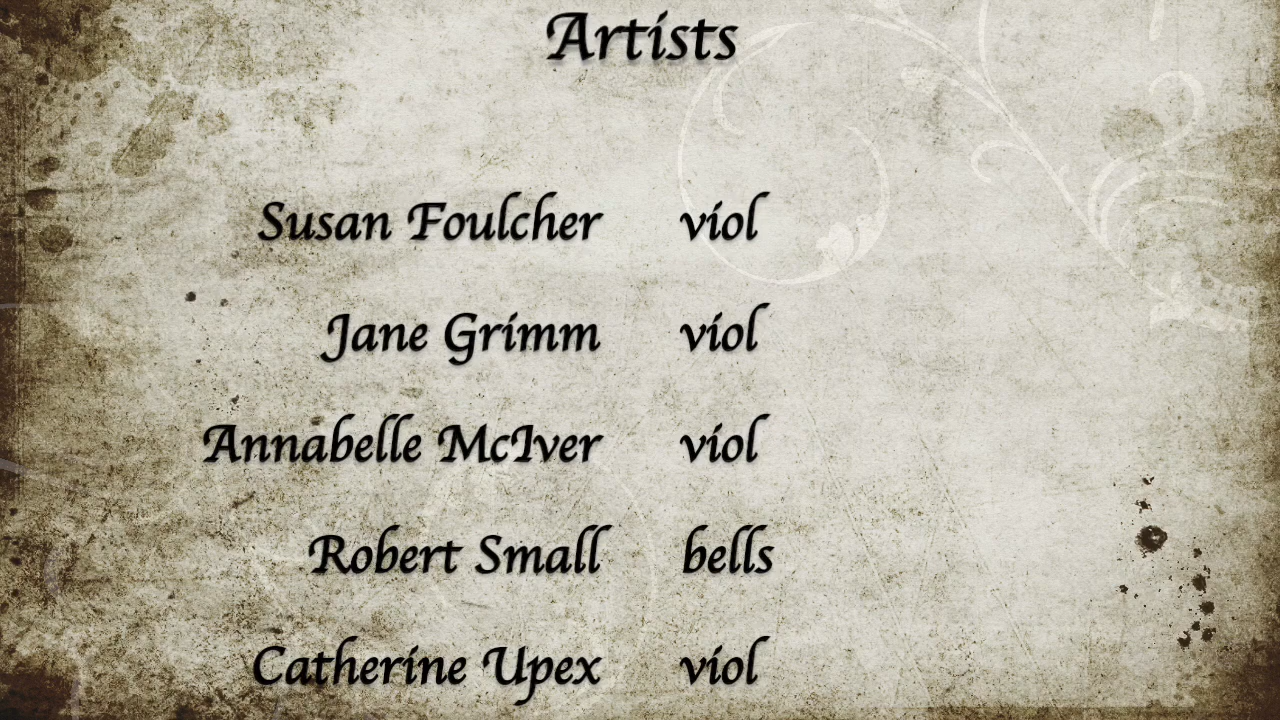 Artists
Susan Foulcher viol
Jane Grimm viol
Annabelle McIver viol
Robert Small bells
Catherine Upex viol